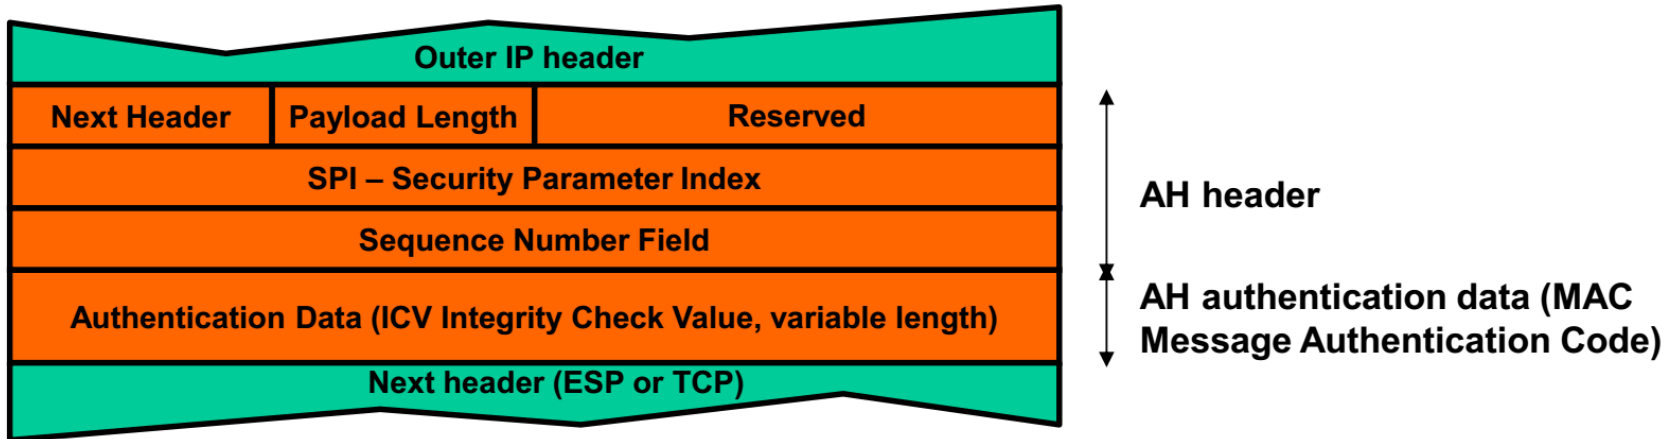 Outer IP header
Next Header Payload Length Reserved
SPI – Security Parameter Index
AH header
Sequence Number Field
Authentication Data (ICV Integrity Check Value, variable length)
AH authentication data (MAC
Message Authentication Code)
Next header (ESP or TCP)